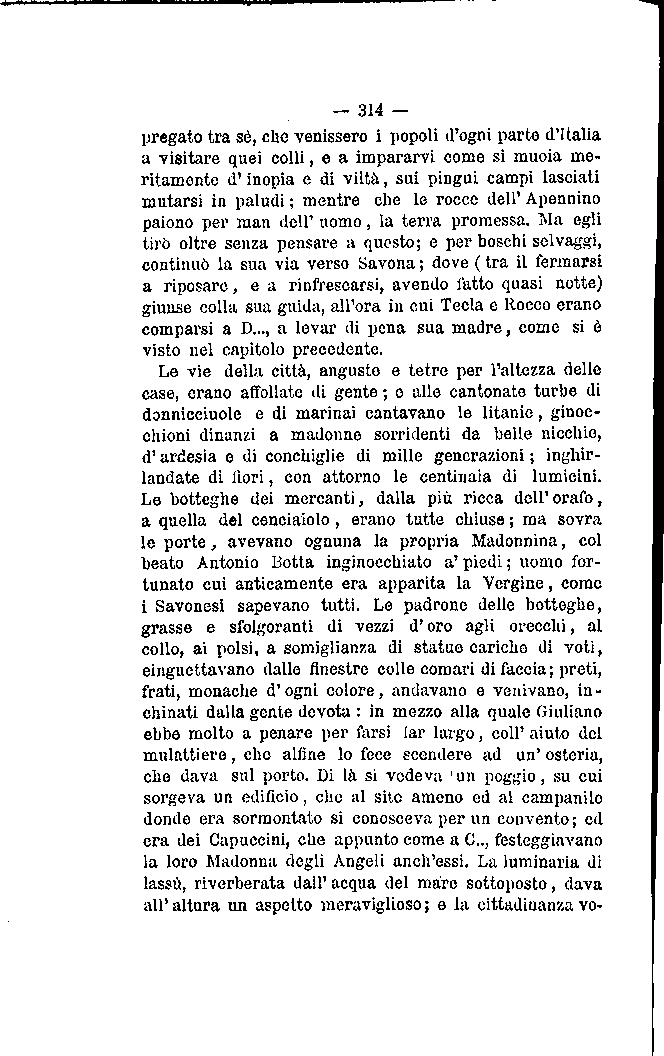 — 314 —
pregato tra sè, che venissero i popoli d'ogni parte d'Italia
a visitare quei colli, e a impararvi come si muoia me-
ritamente d'inopia e di viltà, sui pingui campi lasciati
mutarsi in paludi; mentre che le rocce dell'Apennino
paiono per man dell'uomo, la terra promessa. Ma egli
tirò oltre senza pensare a questo; e per boschi selvaggi,
continuò la sua via verso Savona; dove (tra il fermarsi
a riposare, e a rinfrescarsi, avendo fatto quasi notte)
giunse colla sua guida, all'ora in cui Tecla e Rocco erano
comparsi a D..., a levar di pena sua madre, come si è
visto nel capitolo precedente.
Le vie della città, anguste e tetre per l'altezza delle
case, erano affollate di gente; e alle cantonate turbe di
donnicciuole e di marinai cantavano le litanie, ginoc-
chioni dinanzi a madonne sorridenti da belle nicchie,
d'ardesia e di conchiglie di mille generazioni; inghir-
landate di fiori, con attorno le centinaia di lumicini.
Le botteghe dei mercanti, dalla più ricca dell'orafo,
a quella del cenciaiolo, erano tutte chiuse; ma sovra
le porte, avevano ognuna la propria Madonnina, col
beato Antonio Botta inginocchiato a'piedi; uomo for-
tunato cui anticamente era apparita la Vergine, come
i Savonesi sapevano tutti. Le padrone delle botteghe,
grasse e sfolgoranti di vezzi d'oro agli orecchi, al
collo, ai polsi, a somiglianza di statue cariche di voti,
cinguettavano dalle finestre colle comari di faccia; preti,
frati, monache d'ogni colore, andavano e venivano, in-
chinati dalla gente devota: in mezzo alla quale Giuliano
ebbe molto a penare per farsi far largo, coll'aiuto del
mulattiere, che alfine lo fece scendere ad un'osteria,
che dava sul porto. Di là si vedeva un poggio, su cui
sorgeva un edificio, che al sito ameno ed al campanile
donde era sormontato si conosceva per un convento; ed
era dei Capuccini, che appunto come a C.., festeggiavano
la loro Madonna degli Angeli anch'essi. La luminaria di
lassù, riverberata dall'acqua del mare sottoposto, dava
all'altura un aspetto meraviglioso; e la cittadinanza vo-